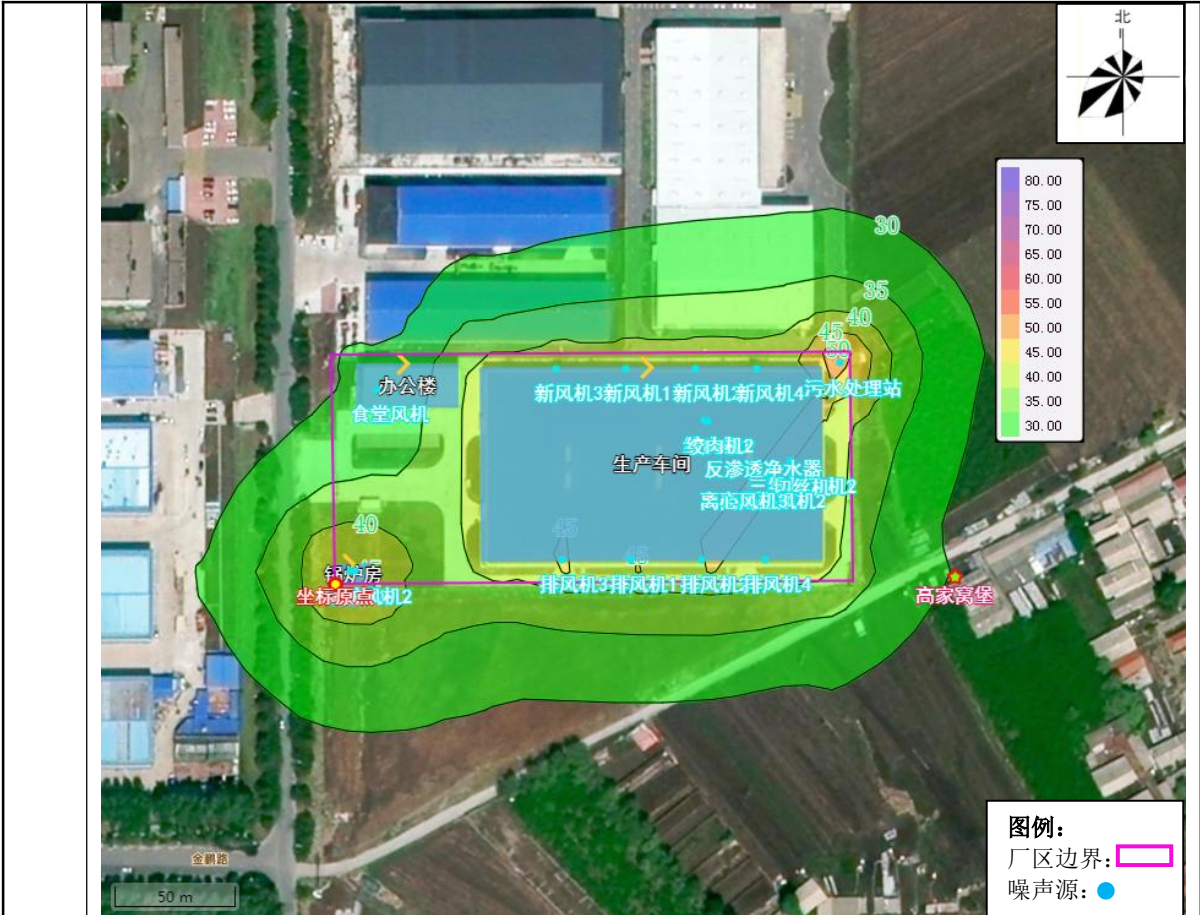 北
80.00
75.00
70.00
65.00
60.00
55.00
50.00
45.00
40.00
35.00
30.00
30
35
40
45
50
办公楼
食堂风机
新风机3
新风机1
新风机2
新风机4
污水处理站
绞肉机2
生产车间
反渗透净水器
离心风机
45
45
40
锅炉房
坐标原点
排风机3
排风机1
排风机2
排风机4
高家窝堡
金鹏路
50 m
图例：
厂区边界：
噪声源：